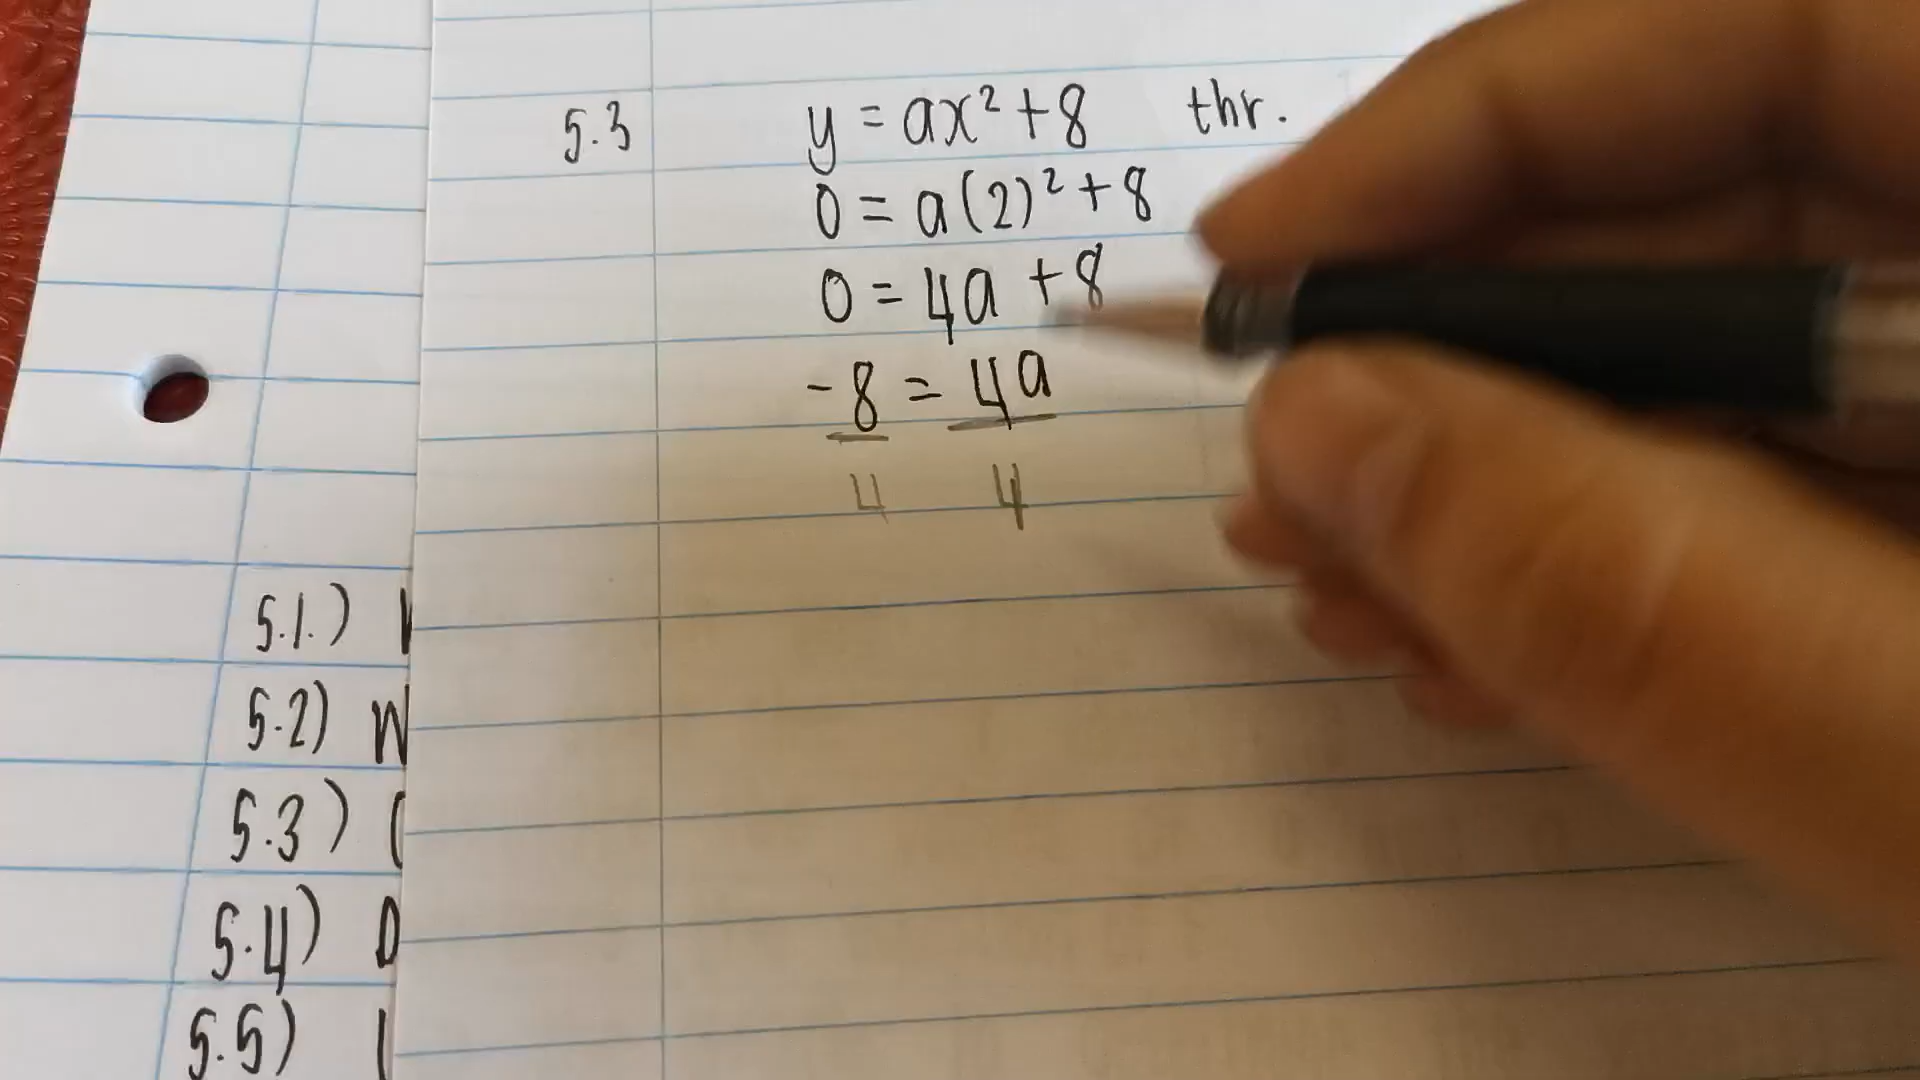 5.3 y = ax² + 8 thr.
0 = a(2)² + 8
0 = 4a + 8
-8 = 4a
4 4
5.1.)
5.2) W
5.3)
5.4) D
5.5)